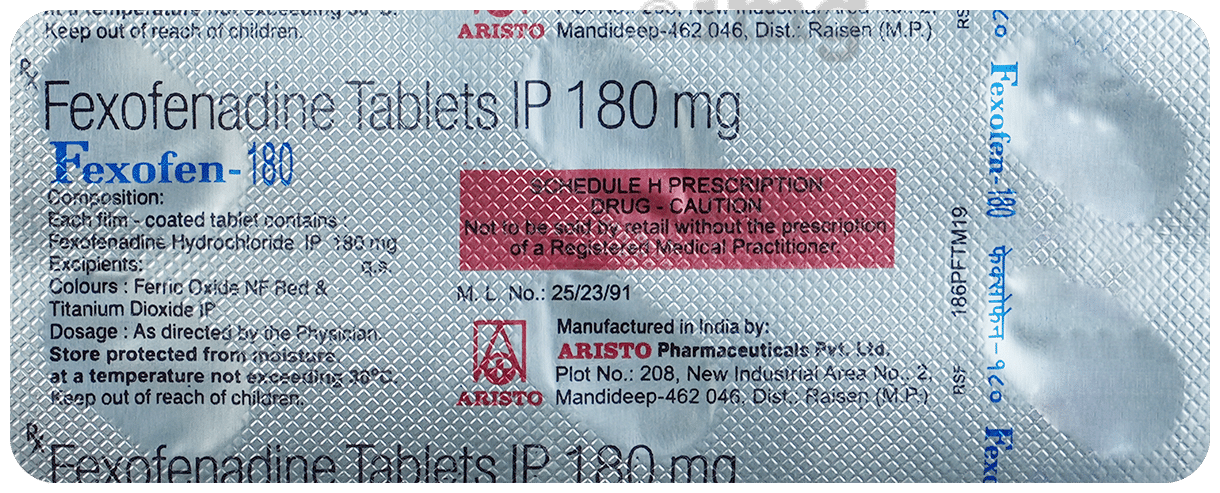 Keep out of reach of children.
ARISTO Mandideep-462 046, Dist.: Raisen (M.P.)
Rx
Fexofenadine Tablets IP 180 mg
Fexofen-180
Composition:
Each film - coated tablet contains :
Fexofenadine Hydrochloride IP 180 mg
Excipients: q.s.
Colours : Ferric Oxide NF Red &
Titanium Dioxide IP
Dosage : As directed by the Physician.
Store protected from moisture,
at a temperature not exceeding 30°C.
Keep out of reach of children.
SCHEDULE H PRESCRIPTION
DRUG - CAUTION
Not to be sold by retail without the prescription
of a Registered Medical Practitioner.
M. L. No.: 25/23/91
Manufactured in India by:
ARISTO Pharmaceuticals Pvt. Ltd.
Plot No.: 208, New Industrial Area No., 2,
Mandideep-462 046, Dist., Raisen (M.P.)
ARISTO
Rx
Fexofenadine Tablets IP 180 mg
RSF 186PFTM19
RSF
१८०
Fexofen-180
फेक्सोफेन-१८०
Fexo